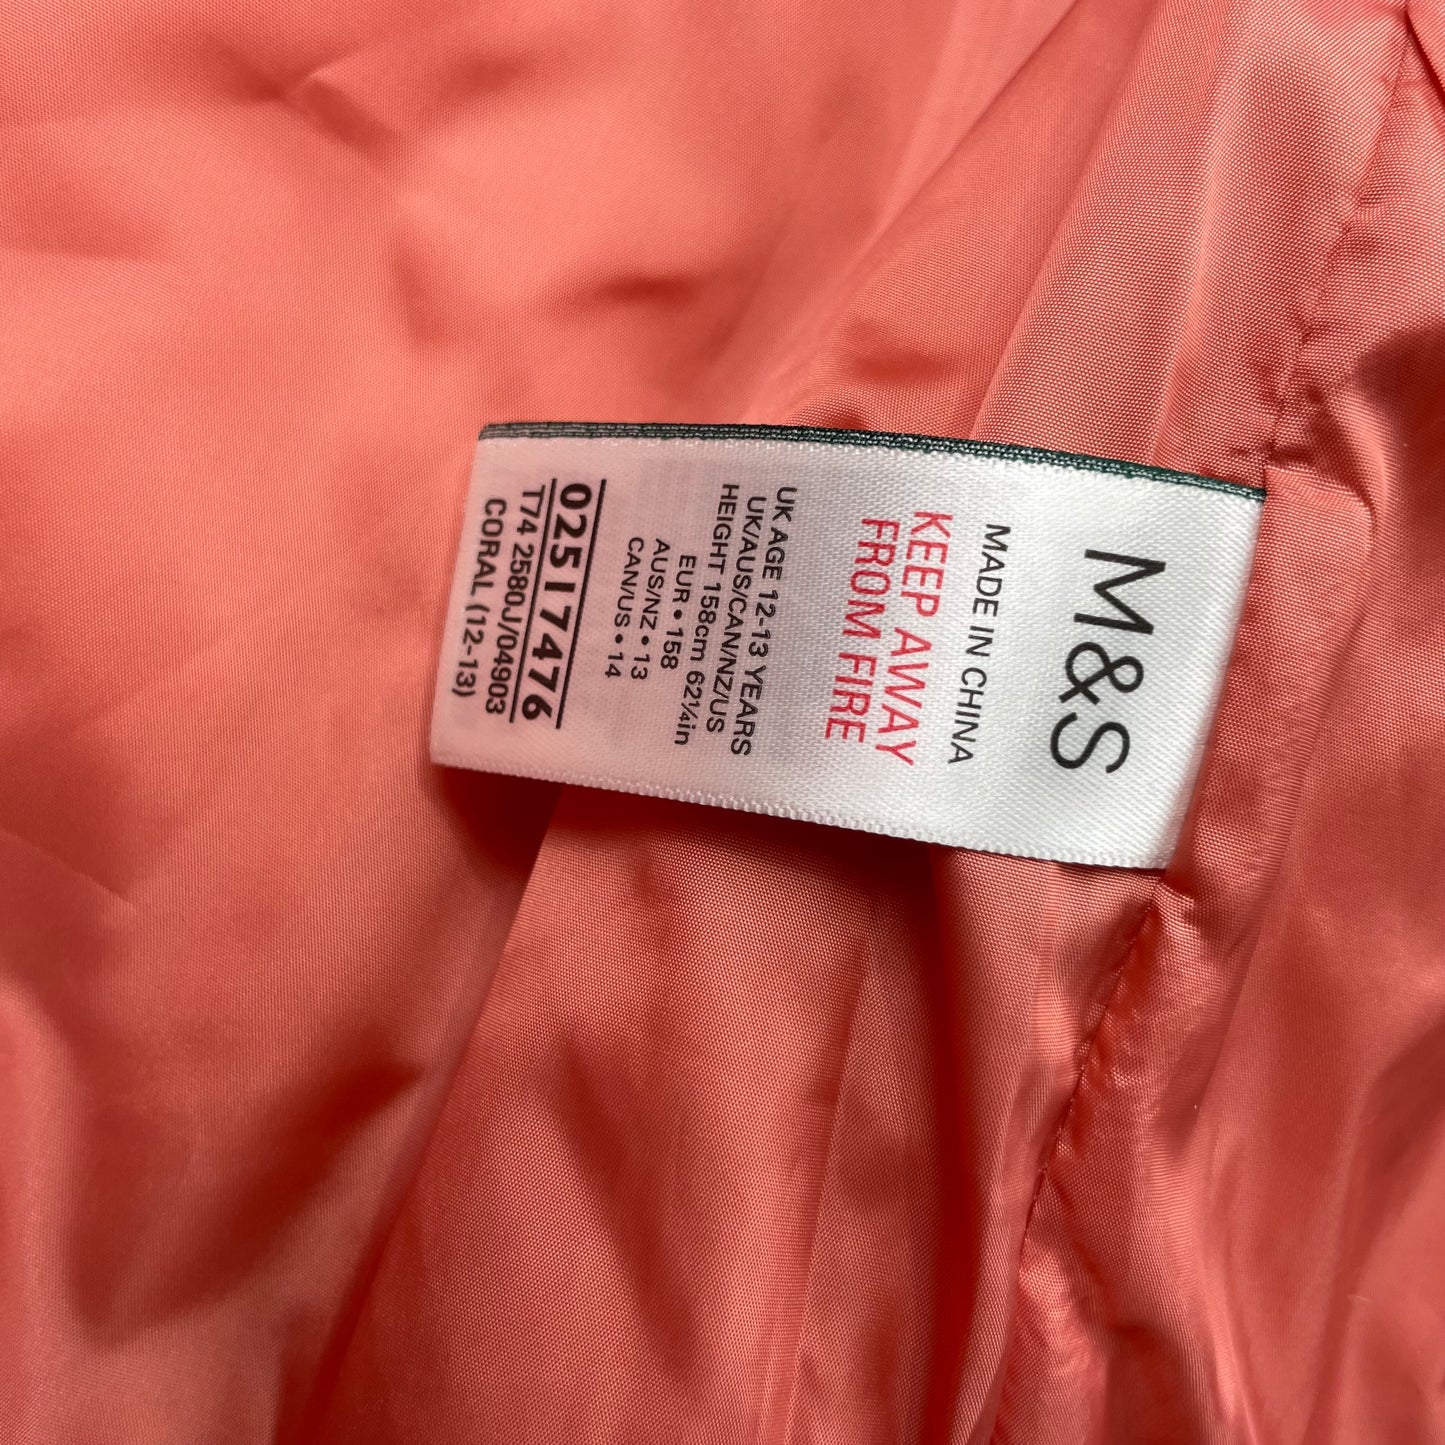 M&S
MADE IN CHINA
KEEP AWAY
FROM FIRE
UK AGE 12-13 YEARS
UK/AUS/CAN/NZ/US
HEIGHT 158cm 62¼in
EUR • 158
AUS/NZ • 13
CAN/US • 14
02517476
T74 2580J/04903
CORAL (12-13)